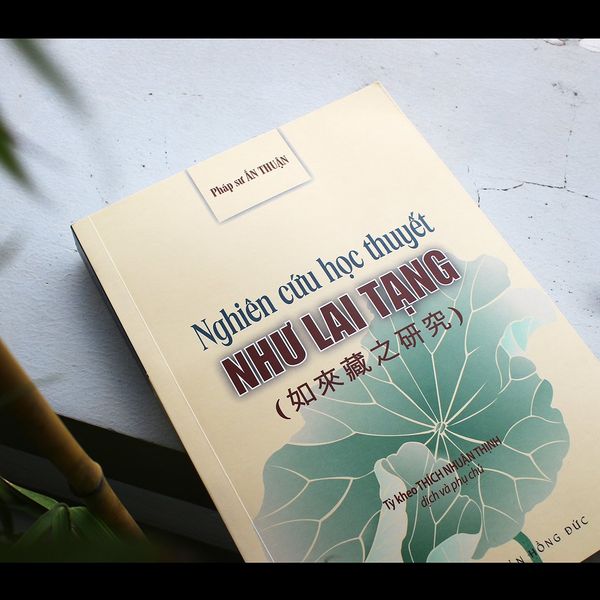 Pháp sư ẤN THUẬN
Nghiên cứu học thuyết
NHƯ LAI TẠNG
(如來藏之研究)
Tỳ kheo THÍCH NHUẬN THỊNH
dịch và phụ chú
HỒNG ĐỨC